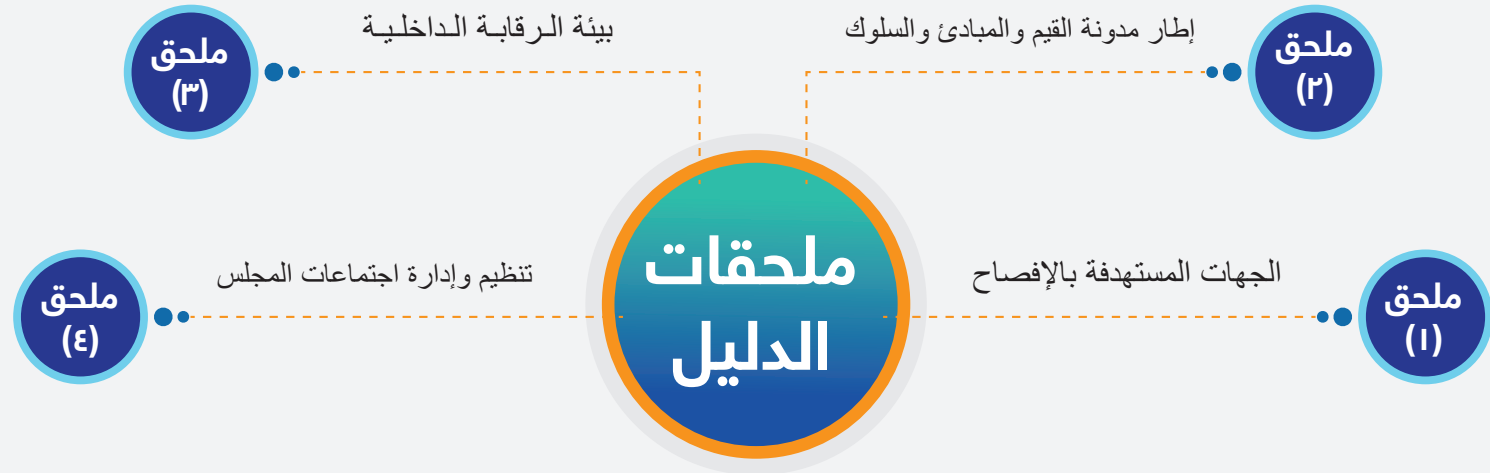 ملحقات
الدليل
ملحق
(١)
الجهات المستهدفة بالإفصاح
ملحق
(٢)
إطار مدونة القيم والمبادئ والسلوك
ملحق
(٣)
بيئة الرقابة الداخلية
ملحق
(٤)
تنظيم وإدارة اجتماعات المجلس